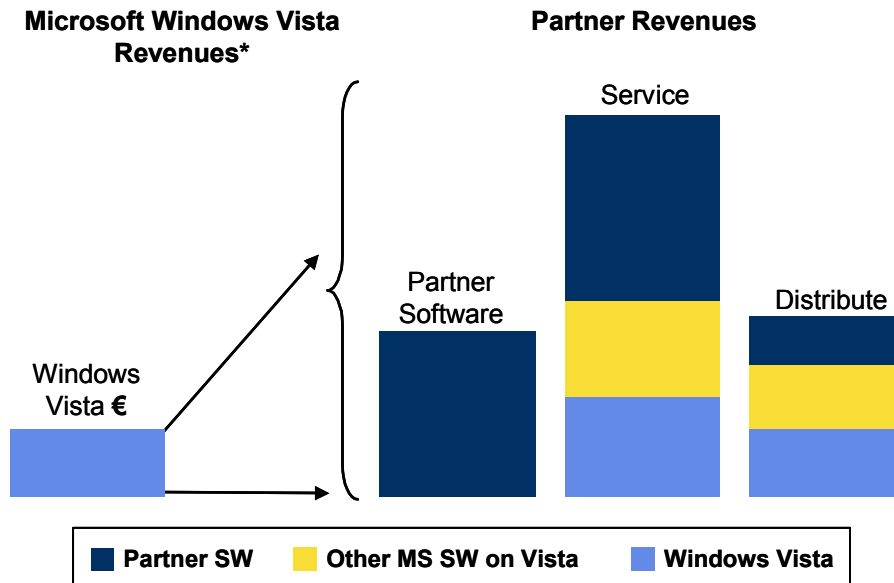 Microsoft Windows Vista
Revenues*
Partner Revenues
Service
Partner
Software
Distribute
Windows
Vista €
Partner SW
Other MS SW on Vista
Windows Vista